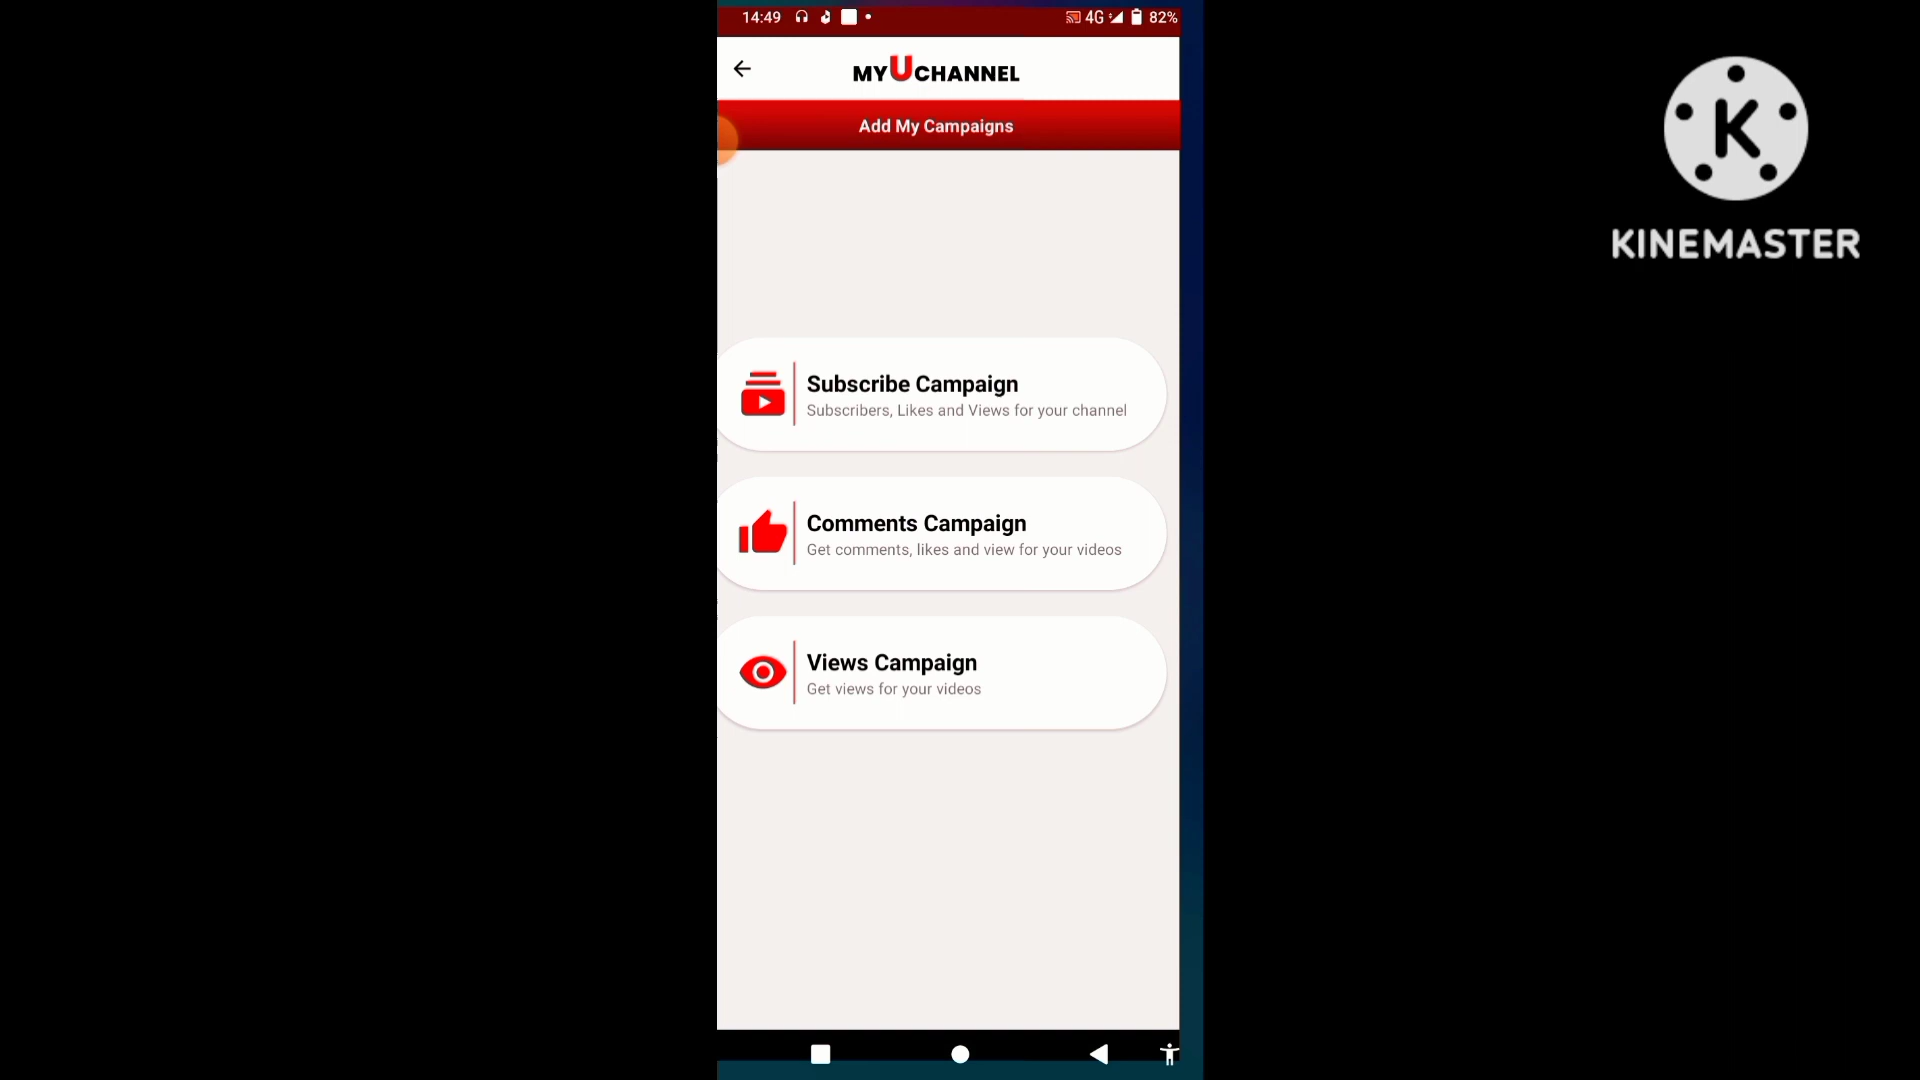 14:49 4G 82%
MYUCHANNEL
Add My Campaigns
Subscribe Campaign
Subscribers, Likes and Views for your channel
Comments Campaign
Get comments, likes and view for your videos
Views Campaign
Get views for your videos
K
KINEMASTER